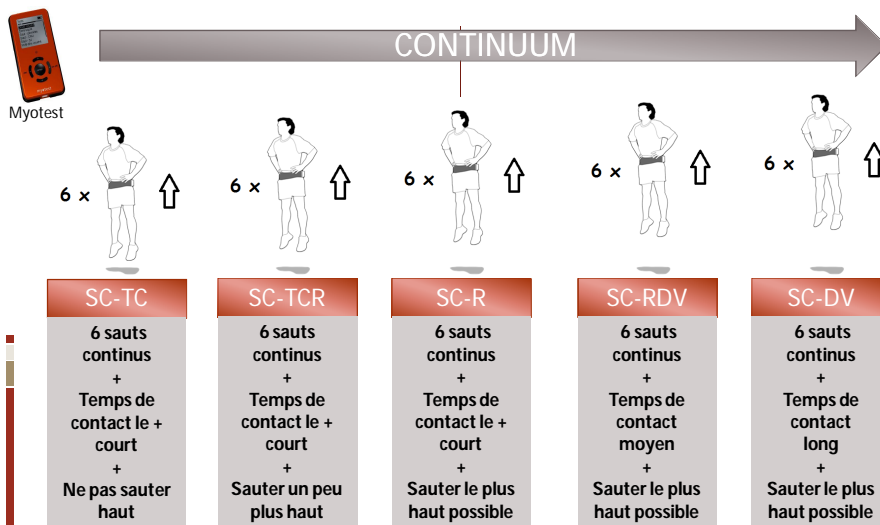 CONTINUUM
Myotest
6 x
6 x
6 x
6 x
6 x
SC-TC
6 sauts
continus
+
Temps de
contact le +
court
+
Ne pas sauter
haut
SC-TCR
6 sauts
continus
+
Temps de
contact le +
court
+
Sauter un peu
plus haut
SC-R
6 sauts
continus
+
Temps de
contact le +
court
+
Sauter le plus
haut possible
SC-RDV
6 sauts
continus
+
Temps de
contact
moyen
+
Sauter le plus
haut possible
SC-DV
6 sauts
continus
+
Temps de
contact
long
+
Sauter le plus
haut possible